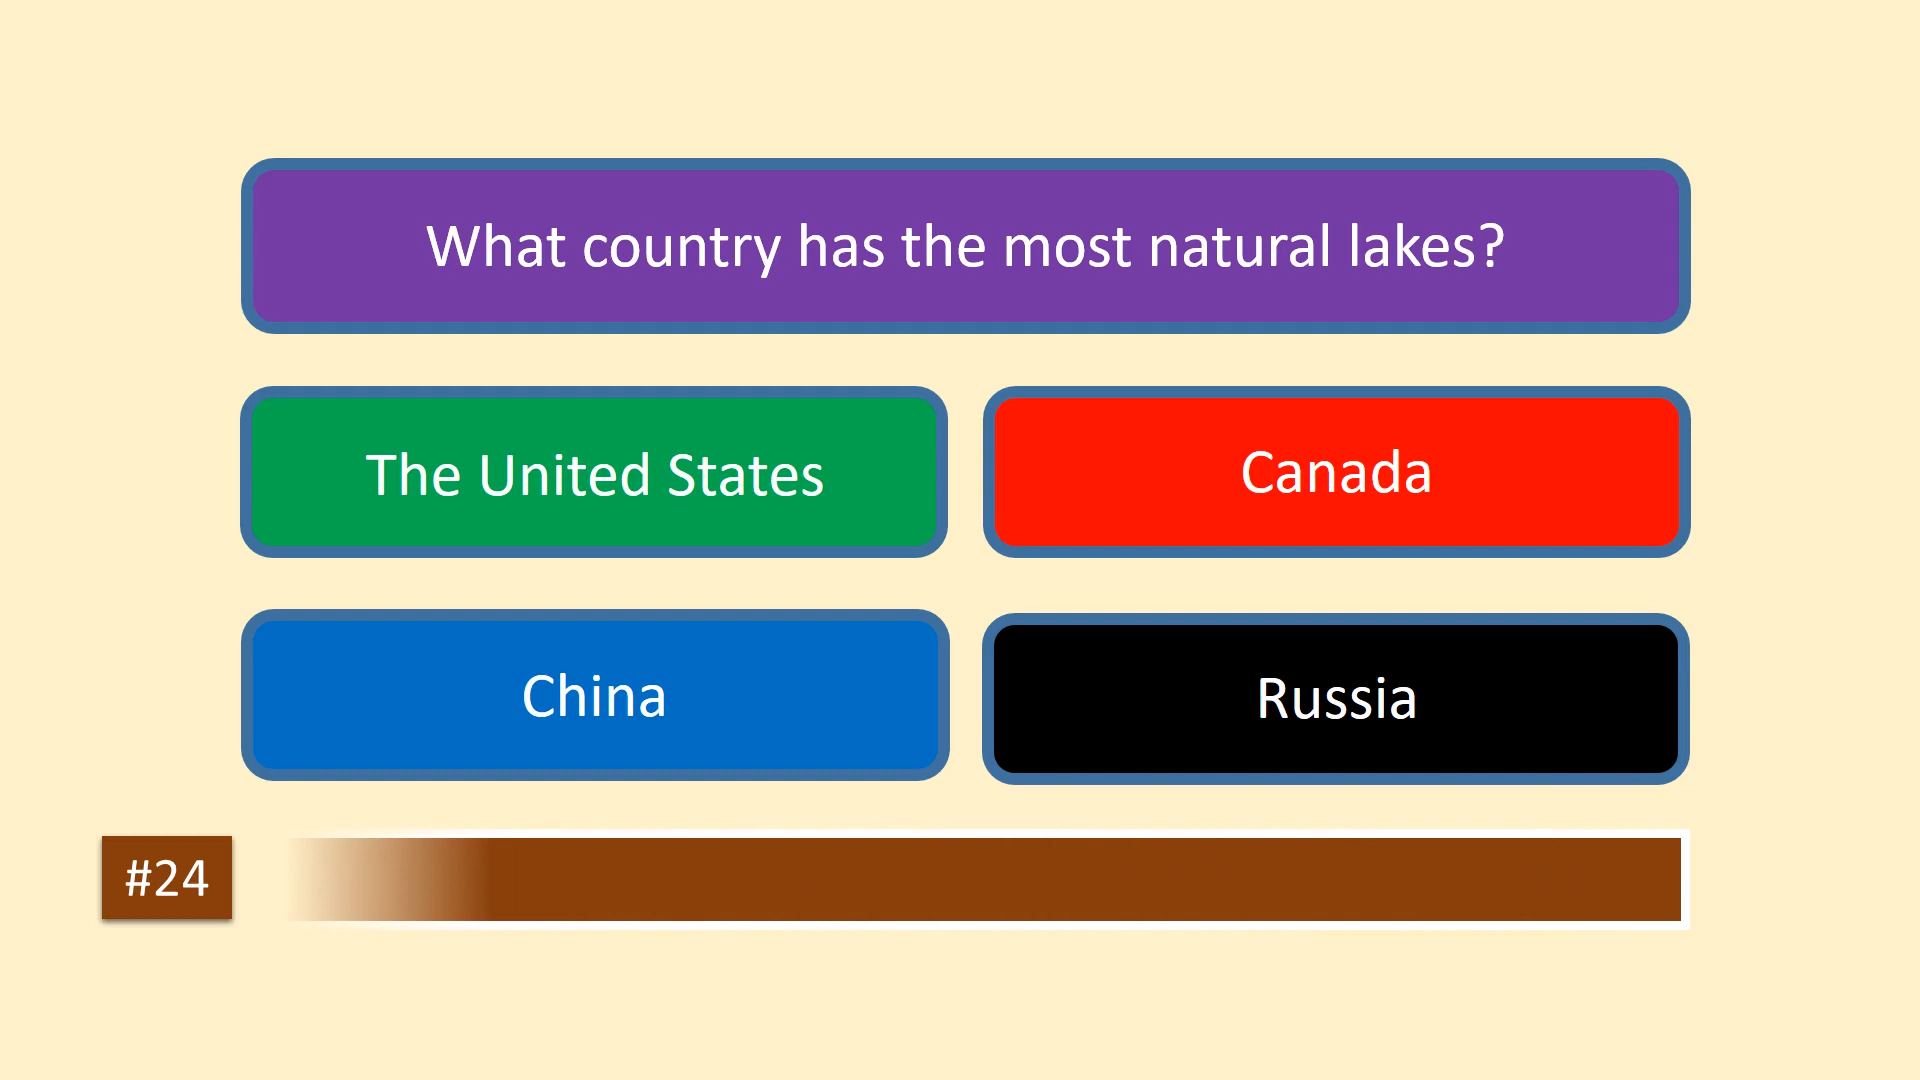 What country has the most natural lakes?
The United States
Canada
China
Russia
#24